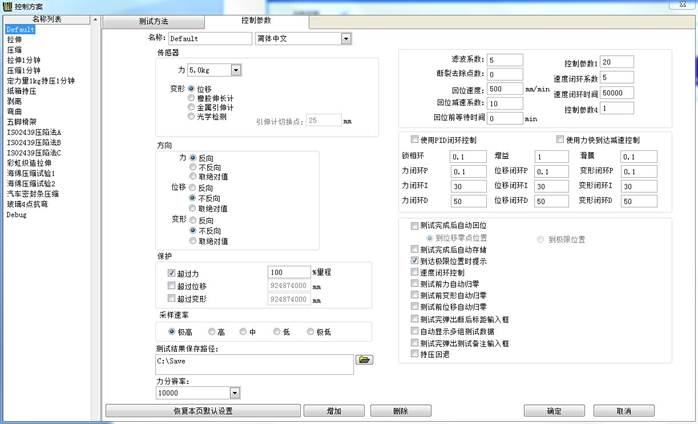 控制方案
名称列表
Default
拉伸
压缩
拉伸1分钟
压缩1分钟
定力量1kg持压1分钟
纸箱持压
剥离
弯曲
五脚椅架
ISO2439压陷法A
ISO2439压陷法B
ISO2439压陷法C
彩虹织造拉伸
海绵压缩试验1
海绵压缩试验2
汽车密封条压缩
玻璃4点抗弯
Debug
测试方法 控制参数
名称: Default 简体中文
传感器
力 5.0kg
变形 位移
橡胶伸长计
金属引伸计
光学检测
引伸计切换点: 25 mm
方向
力 反向
不反向
取绝对值
位移 反向
不反向
取绝对值
变形 反向
不反向
取绝对值
保护
超过力 100 %量程
超过位移 924874000 mm
超过变形 924874000 mm
采样速率
极高 高 中 低 极低
测试结果保存路径:
C:\Save
力分辨率:
10000
滤波系数: 5
断裂去除点数: 0
回位速度: 500 mm/min
回位减速系数: 10
回位前等待时间 0 min
控制参数1: 20
速度闭环系数 5
速度闭环时间 50000
控制参数4 1
使用PID闭环控制 使用力快到达减速控制
锁相环 0.1 增益 1 滑膜 0.1
力闭环P 0.1 位移闭环P 0.1 变形闭环P 0.1
力闭环I 30 位移闭环I 30 变形闭环I 30
力闭环D 50 位移闭环D 50 变形闭环D 50
测试完成后自动回位
到位移零点位置 到极限位置
测试完成后自动存储
到达极限位置时提示
速度闭环控制
测试前力自动归零
测试前变形自动归零
测试前位移自动归零
测试完弹出断后标距输入框
自动显示多组测试数据
测试完弹出测试备注输入框
持压回退
恢复本页默认设置 增加 删除 确定 取消